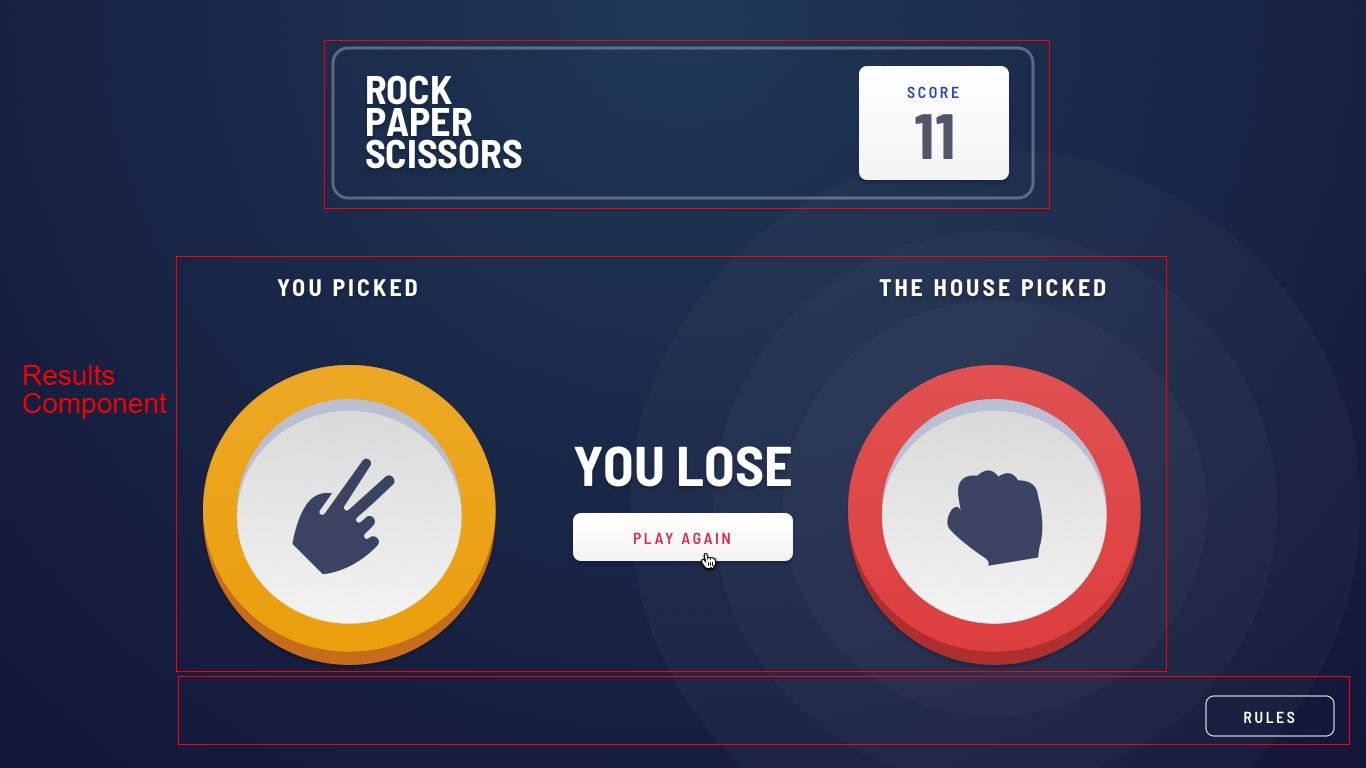 ROCK
PAPER
SCISSORS
SCORE
11
YOU PICKED
THE HOUSE PICKED
Results
Component
YOU LOSE
PLAY AGAIN
RULES